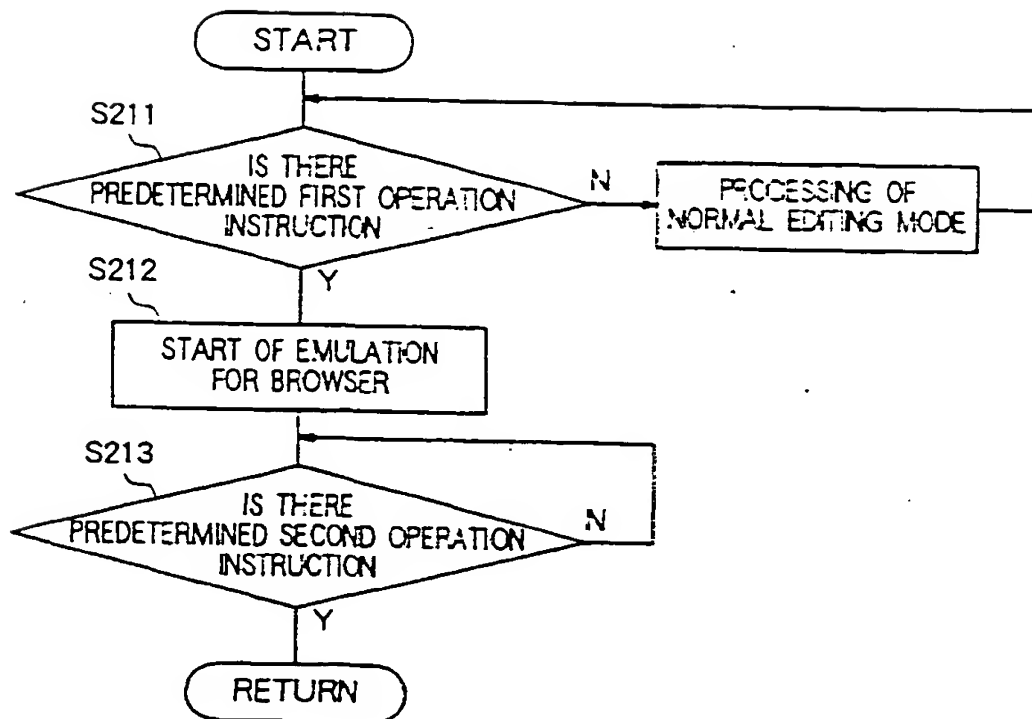 START
S211
IS THERE
PREDETERMINED FIRST OPERATION
INSTRUCTION
N
PROCESSING OF
NORMAL EDITING MODE
Y
S212
START OF EMULATION
FOR BROWSER
S213
IS THERE
PREDETERMINED SECOND OPERATION
INSTRUCTION
N
Y
RETURN